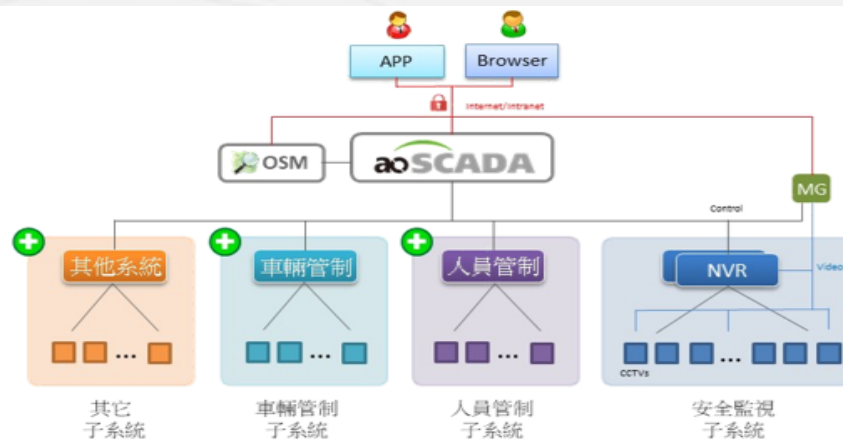 APP
Browser
Internet/Intranet
OSM
aoSCADA
MG
Control
其他系統
車輛管制
人員管制
NVR
Video
...
...
...
...
CCTVs
其它
子系統
車輛管制
子系統
人員管制
子系統
安全監視
子系統